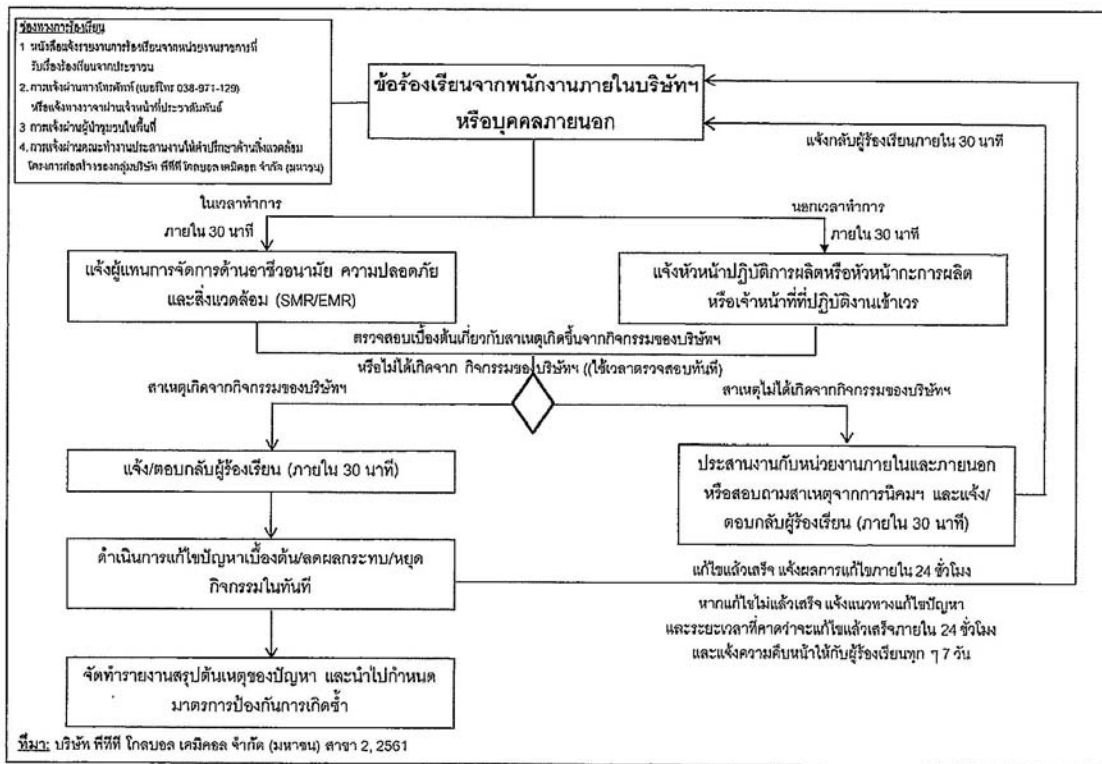 ช่องทางการร้องเรียน
1 หนังสือแจ้งรายงานการร้องเรียนจากหน่วยงานราชการที่
รับเรื่องร้องเรียนจากประชาชน
2. การแจ้งผ่านทางโทรศัพท์ (เบอร์โทร 038-971-129)
หรือแจ้งทางวาจาผ่านเจ้าหน้าที่ประชาสัมพันธ์
3 การแจ้งผ่านผู้นำชุมชนในพื้นที่
4. การแจ้งผ่านคณะทำงานประสานงานให้คำปรึกษาด้านสิ่งแวดล้อม
โครงการก่อสร้างของกลุ่มบริษัท พีทีที โกลบอล เคมิคอล จำกัด (มหาชน)
ข้อร้องเรียนจากพนักงานภายในบริษัทฯ
หรือบุคคลภายนอก
แจ้งกลับผู้ร้องเรียนภายใน 30 นาที
ในเวลาทำการ
ภายใน 30 นาที
นอกเวลาทำการ
ภายใน 30 นาที
แจ้งผู้แทนการจัดการด้านอาชีวอนามัย ความปลอดภัย
และสิ่งแวดล้อม (SMR/EMR)
แจ้งหัวหน้าปฏิบัติการผลิตหรือหัวหน้ากะการผลิต
หรือเจ้าหน้าที่ที่ปฏิบัติงานเข้าเวร
ตรวจสอบเบื้องต้นเกี่ยวกับสาเหตุเกิดขึ้นจากกิจกรรมของบริษัทฯ
หรือไม่ได้เกิดจาก กิจกรรมของบริษัทฯ ((ใช้เวลาตรวจสอบทันที)
สาเหตุเกิดจากกิจกรรมของบริษัทฯ
สาเหตุไม่ได้เกิดจากกิจกรรมของบริษัทฯ
แจ้ง/ตอบกลับผู้ร้องเรียน (ภายใน 30 นาที)
ประสานงานกับหน่วยงานภายในและภายนอก
หรือสอบถามสาเหตุจากการนิคมฯ และแจ้ง/
ตอบกลับผู้ร้องเรียน (ภายใน 30 นาที)
ดำเนินการแก้ไขปัญหาเบื้องต้น/ลดผลกระทบ/หยุด
กิจกรรมในทันที
แก้ไขแล้วเสร็จ แจ้งผลการแก้ไขภายใน 24 ชั่วโมง
หากแก้ไขไม่แล้วเสร็จ แจ้งแนวทางแก้ไขปัญหา
และระยะเวลาที่คาดว่าจะแก้ไขแล้วเสร็จภายใน 24 ชั่วโมง
และแจ้งความคืบหน้าให้กับผู้ร้องเรียนทุก ๆ 7 วัน
จัดทำรายงานสรุปต้นเหตุของปัญหา และนำไปกำหนด
มาตรการป้องกันการเกิดซ้ำ
ที่มา: บริษัท พีทีที โกลบอล เคมิคอล จำกัด (มหาชน) สาขา 2, 2561